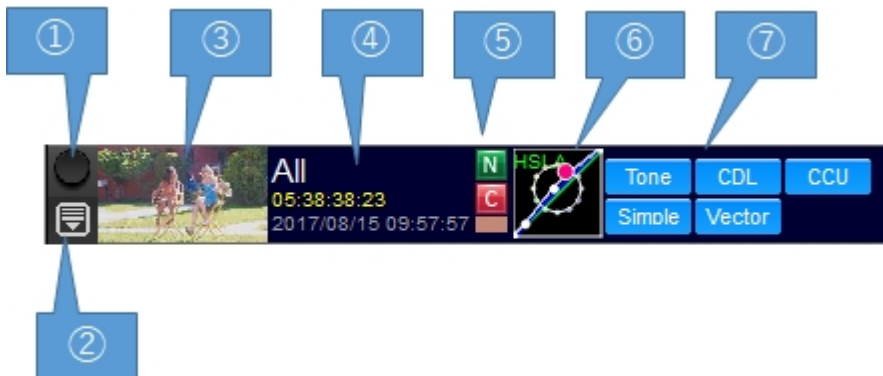 ① ③ ④ ⑤ ⑥ ⑦
All
05:38:38:23
2017/08/15 09:57:57
N
C
HSLA
Tone CDL CCU
Simple Vector
②